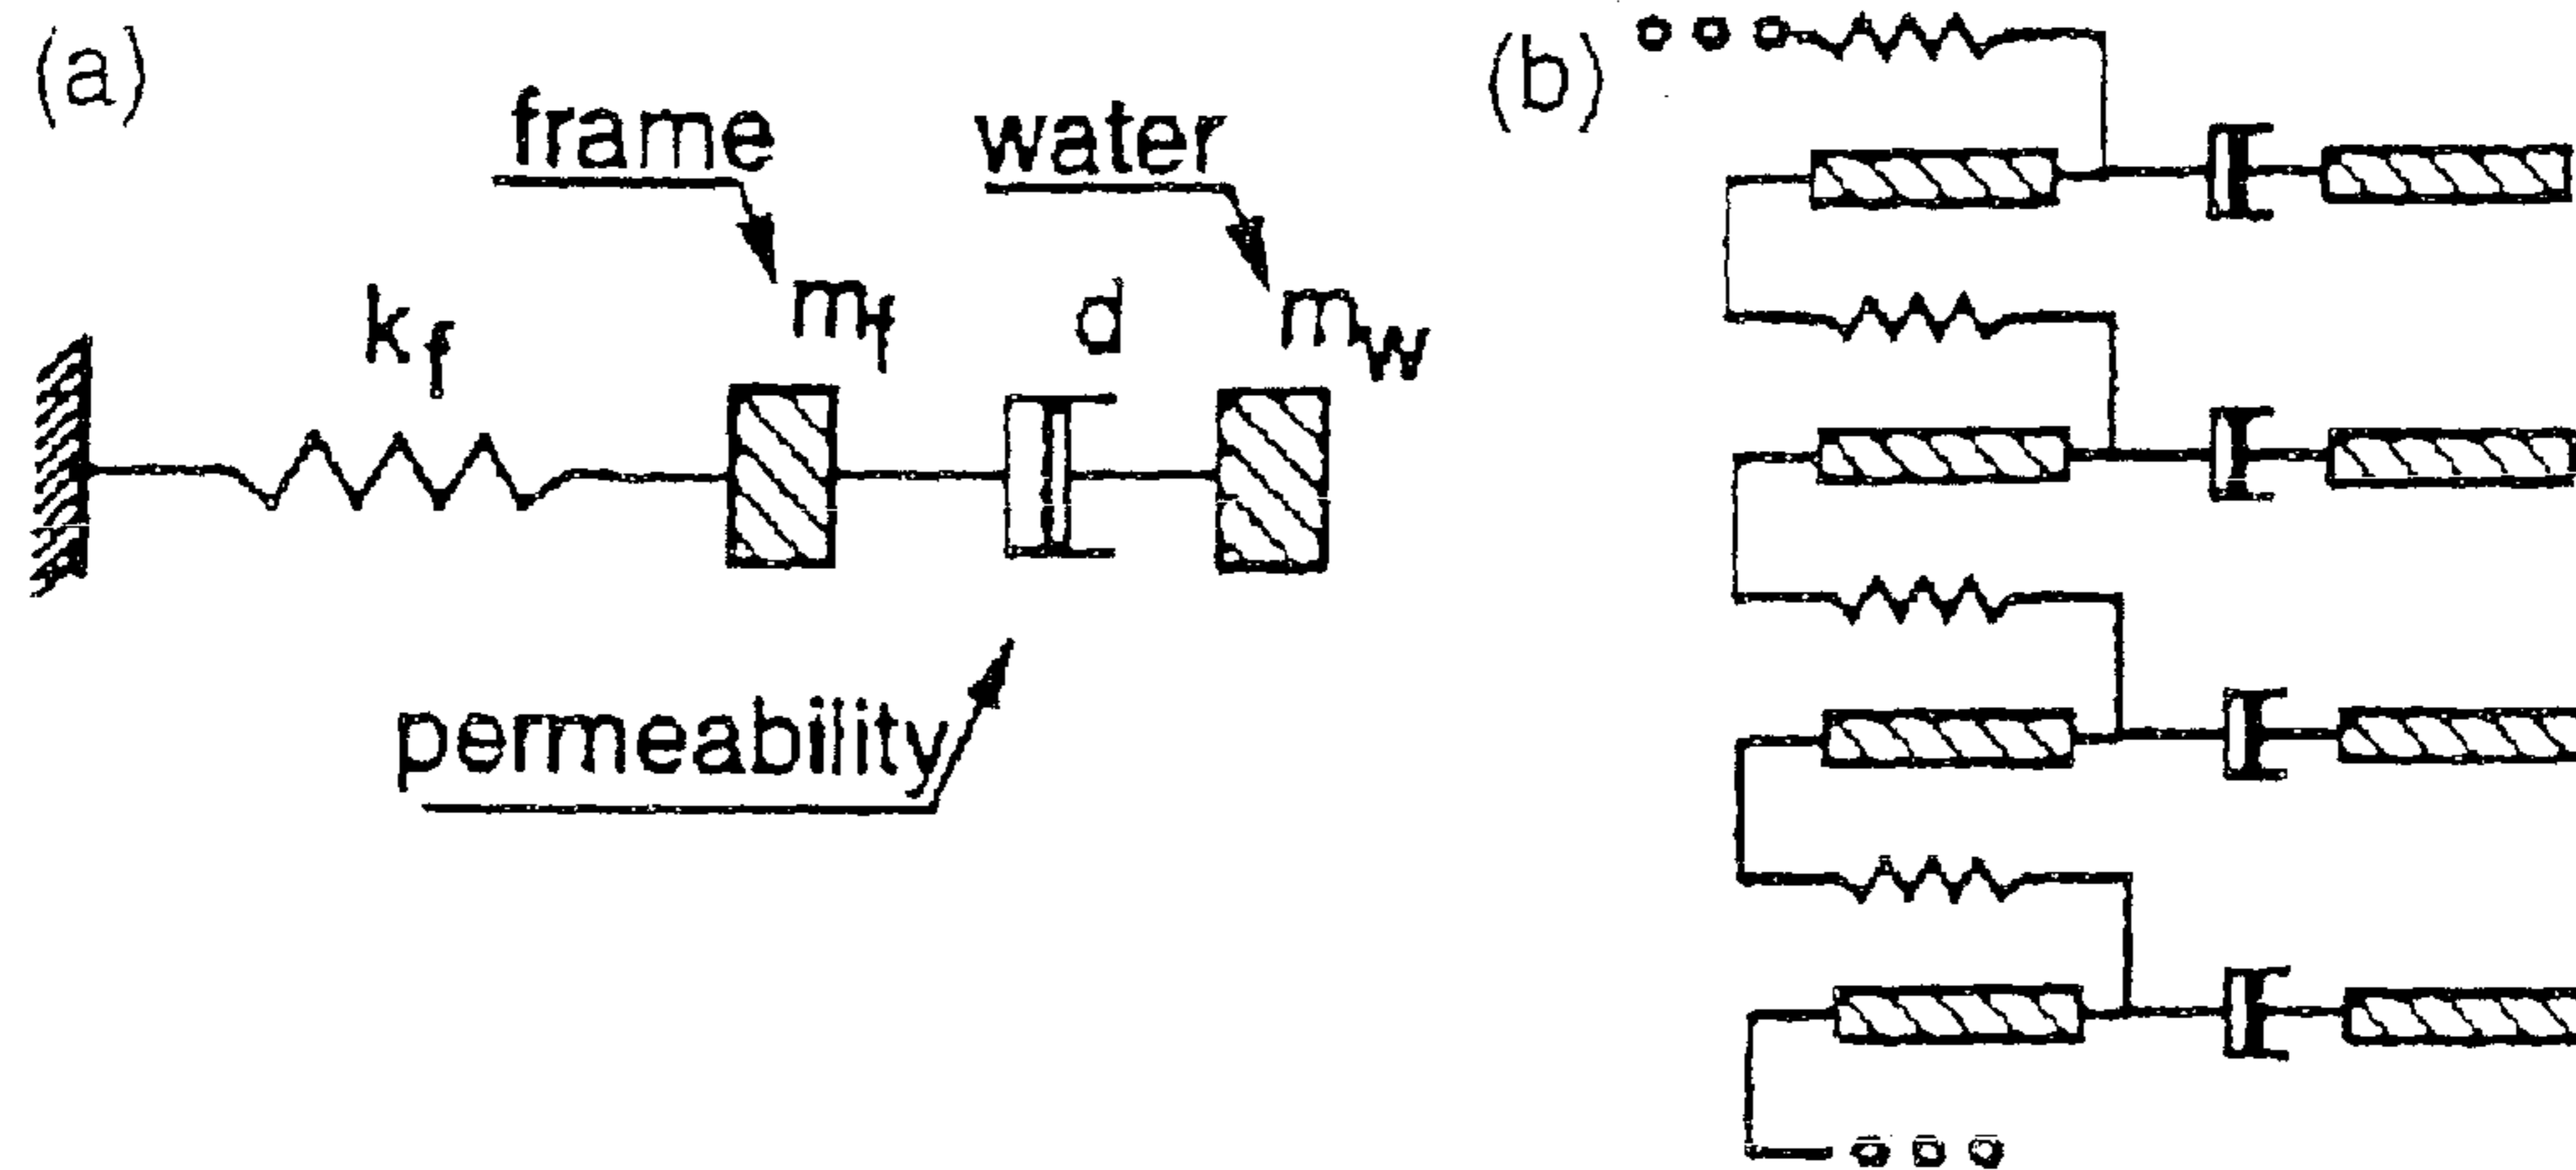 (a)
frame
water
k_f
m_f
d
m_w
permeability
(b)